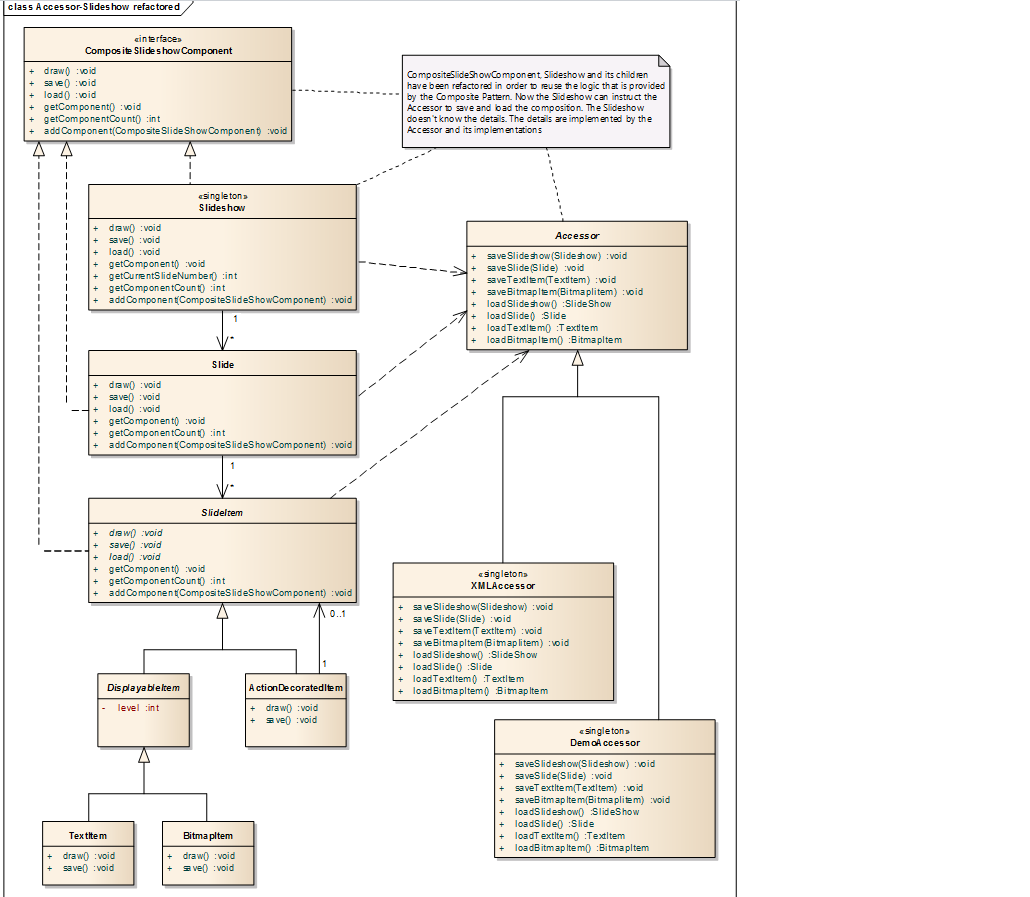 class Accessor-Slideshow refactored
«interface»
CompositeSlideshowComponent
+ draw() :void
+ save() :void
+ load() :void
+ getComponent() :void
+ getComponentCount() :int
+ addComponent(CompositeSlideShowComponent) :void
CompositeSlideShowComponent, Slideshow and its children
have been refactored in order to reuse the logic that is provided
by the Composite Pattern. Now the Slideshow can instruct the
Accessor to save and load the composition. The Slideshow
doesn't know the details. The details are implemented by the
Accessor and its implementations
«singleton»
Slideshow
+ draw() :void
+ save() :void
+ load() :void
+ getComponent() :void
+ getCurrentSlideNumber() :int
+ getComponentCount() :int
+ addComponent(CompositeSlideShowComponent) :void
Accessor
+ saveSlideshow(Slideshow) :void
+ saveSlide(Slide) :void
+ saveTextItem(TextItem) :void
+ saveBitmapItem(BitmapIitem) :void
+ loadSlideshow() :SlideShow
+ loadSlide() :Slide
+ loadTextItem() :TextItem
+ loadBitmapItem() :BitmapItem
1
*
Slide
+ draw() :void
+ save() :void
+ load() :void
+ getComponent() :void
+ getComponentCount() :int
+ addComponent(CompositeSlideShowComponent) :void
1
*
SlideItem
+ draw() :void
+ save() :void
+ load() :void
+ getComponent() :void
+ getComponentCount() :int
+ addComponent(CompositeSlideShowComponent) :void
0..1
1
«singleton»
XMLAccessor
+ saveSlideshow(Slideshow) :void
+ saveSlide(Slide) :void
+ saveTextItem(TextItem) :void
+ saveBitmapItem(BitmapIitem) :void
+ loadSlideshow() :SlideShow
+ loadSlide() :Slide
+ loadTextItem() :TextItem
+ loadBitmapItem() :BitmapItem
DisplayableItem
- level :int
ActionDecoratedItem
+ draw() :void
+ save() :void
«singleton»
DemoAccessor
+ saveSlideshow(Slideshow) :void
+ saveSlide(Slide) :void
+ saveTextItem(TextItem) :void
+ saveBitmapItem(BitmapIitem) :void
+ loadSlideshow() :SlideShow
+ loadSlide() :Slide
+ loadTextItem() :TextItem
+ loadBitmapItem() :BitmapItem
TextItem
+ draw() :void
+ save() :void
BitmapItem
+ draw() :void
+ save() :void